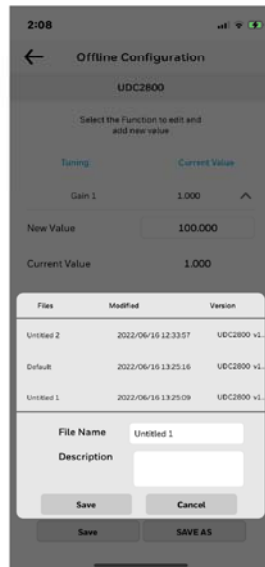 2:08
Offline Configuration
UDC2800
Select the Function to edit and
add new value
Tuning Current Value
Gain 1 1.000
New Value 100.000
Current Value 1.000
Files Modified Version
Untitled 2 2022/06/16 12:33:57 UDC2800 v1..
Default 2022/06/16 13:25:16 UDC2800 v1..
Untitled 1 2022/06/16 13:25:09 UDC2800 v1..
File Name Untitled 1
Description
Save Cancel
Save SAVE AS